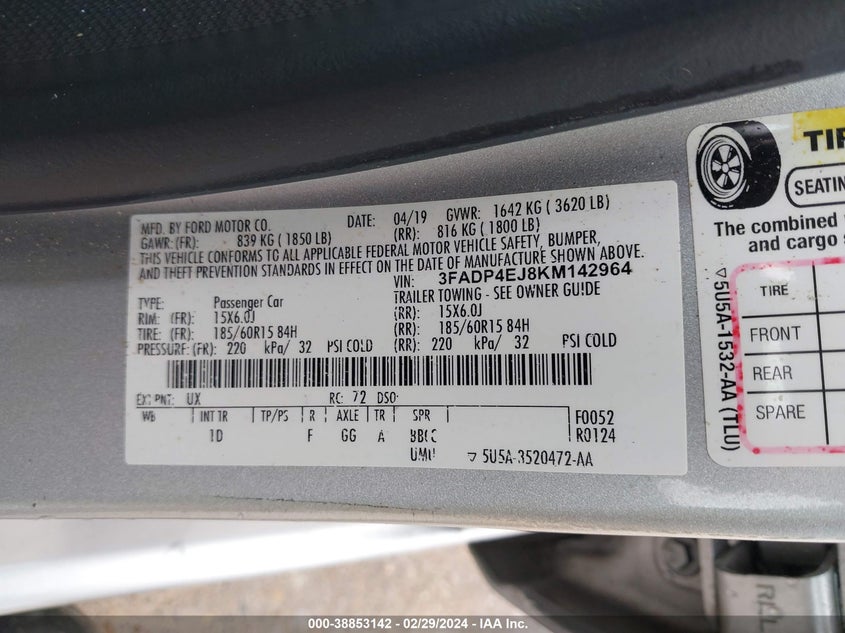 MFD. BY FORD MOTOR CO. DATE: 04/19 GVWR: 1642 KG ( 3620 LB)
GAWR: (FR): 839 KG ( 1850 LB) (RR): 816 KG ( 1800 LB)
THIS VEHICLE CONFORMS TO ALL APPLICABLE FEDERAL MOTOR VEHICLE SAFETY, BUMPER,
AND THEFT PREVENTION STANDARDS IN EFFECT ON THE DATE OF MANUFACTURE SHOWN ABOVE.
VIN: 3FADP4EJ8KM142964
TYPE: Passenger Car TRAILER TOWING - SEE OWNER GUIDE
RIM: (FR): 15X6.0J (RR): 15X6.0J
TIRE: (FR): 185/60R15 84H (RR): 185/60R15 84H
PRESSURE: (FR): 220 kPa/ 32 PSI COLD (RR): 220 kPa/ 32 PSI COLD
EXT PNT: UX RC: 72 DSO:
WB INT TR TP/PS R AXLE TR SPR F0052
1D F GG A R0124
5U5A-3520472-AA
TIR
SEATIN
The combined
and cargo s
TIRE
FRONT
REAR
SPARE
5U5A-1532-AA (TLU)
000-38853142 - 02/29/2024 - IAA Inc.